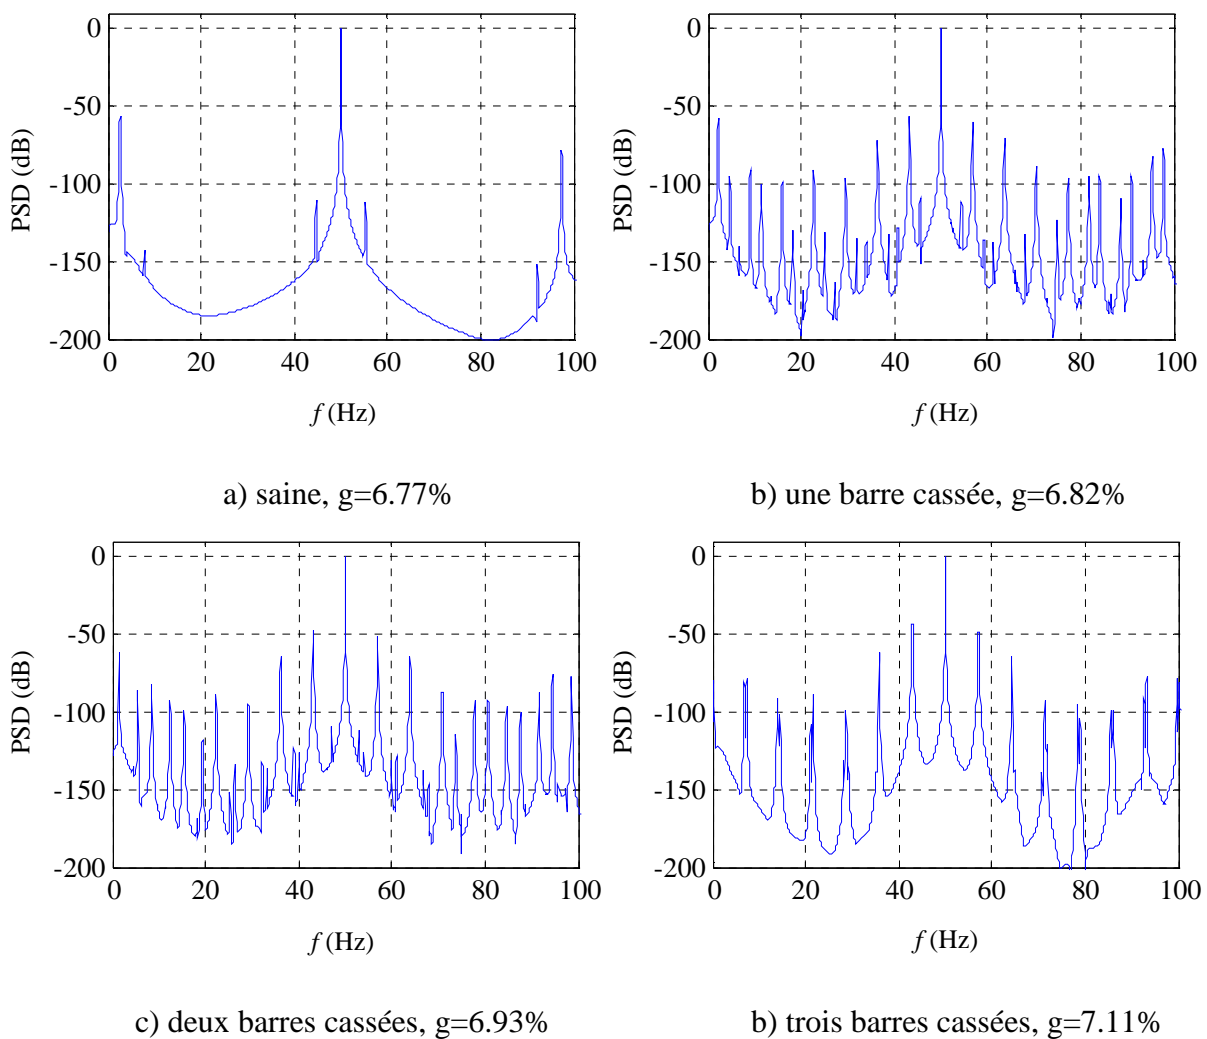 0
-50
-100
-150
-200
0 20 40 60 80 100
PSD (dB)
f (Hz)
a) saine, g=6.77%
0
-50
-100
-150
-200
0 20 40 60 80 100
PSD (dB)
f (Hz)
b) une barre cassée, g=6.82%
0
-50
-100
-150
-200
0 20 40 60 80 100
PSD (dB)
f (Hz)
c) deux barres cassées, g=6.93%
0
-50
-100
-150
-200
0 20 40 60 80 100
PSD (dB)
f (Hz)
b) trois barres cassées, g=7.11%